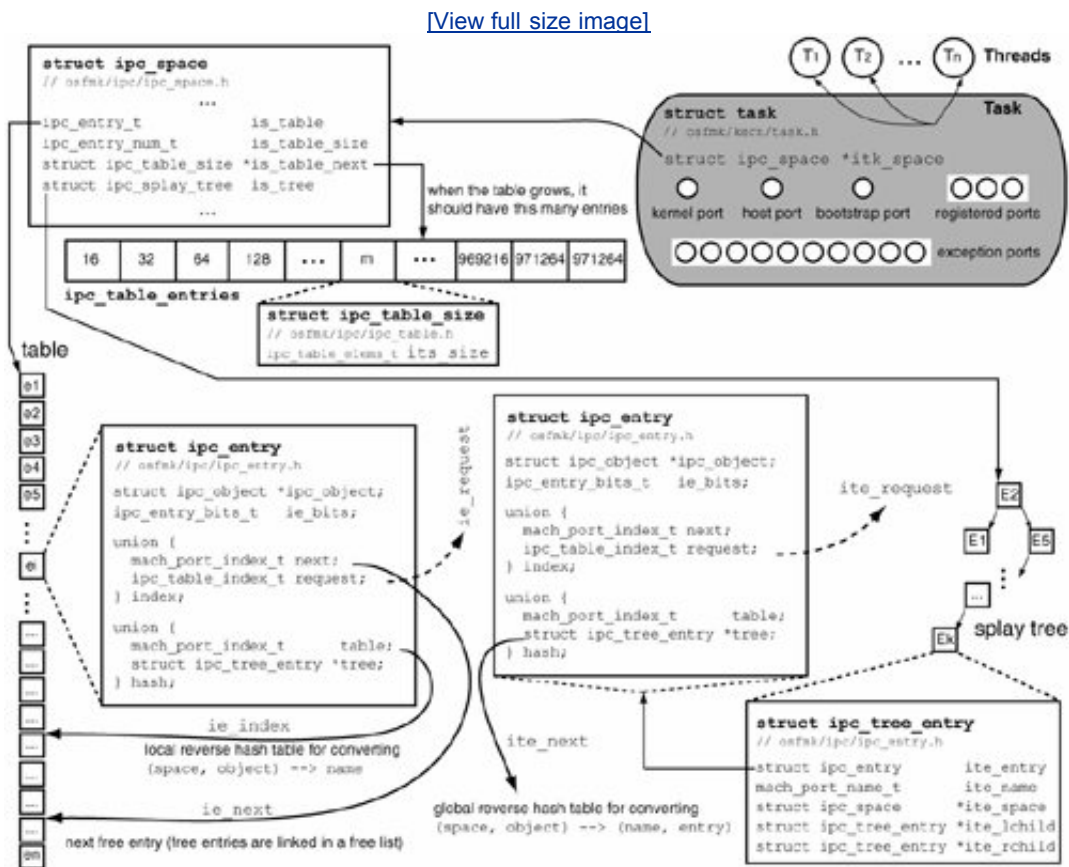 [View full size image]
struct ipc_space
// osfmk/ipc/ipc_space.h
...
ipc_entry_t is_table
ipc_entry_num_t is_table_size
struct ipc_table_size *is_table_next
struct ipc_splay_tree is_tree
...
T1 T2 ... Tn Threads
Task
struct task
// osfmk/kern/task.h
struct ipc_space *itk_space
kernel port host port bootstrap port registered ports
exception ports
when the table grows, it
should have this many entries
16 32 64 128 ... m ... 969216 971264 971264
ipc_table_entries
struct ipc_table_size
// osfmk/ipc/ipc_table.h
ipc_table_elems_t its_size
table
e1
e2
e3
e4
e5
ei
...
...
...
...
...
...
...
...
en
struct ipc_entry
// osfmk/ipc/ipc_entry.h
struct ipc_object *ipc_object;
ipc_entry_bits_t ie_bits;
union {
mach_port_index_t next;
ipc_table_index_t request;
} index;
union {
mach_port_index_t table;
struct ipc_tree_entry *tree;
} hash;
ie_request
ie_index
local reverse hash table for converting
(space, object) --> name
ie_next
next free entry (free entries are linked in a free list)
struct ipc_entry
// osfmk/ipc/ipc_entry.h
struct ipc_object *ipc_object;
ipc_entry_bits_t ie_bits;
union {
mach_port_index_t next;
ipc_table_index_t request;
} index;
union {
mach_port_index_t table;
struct ipc_tree_entry *tree;
} hash;
ite_request
ite_next
global reverse hash table for converting
(space, object) --> (name, entry)
E2
E1 E5
...
Ek
splay tree
struct ipc_tree_entry
// osfmk/ipc/ipc_entry.h
struct ipc_entry ite_entry
mach_port_name_t ite_name
struct ipc_space *ite_space
struct ipc_tree_entry *ite_lchild
struct ipc_tree_entry *ite_rchild